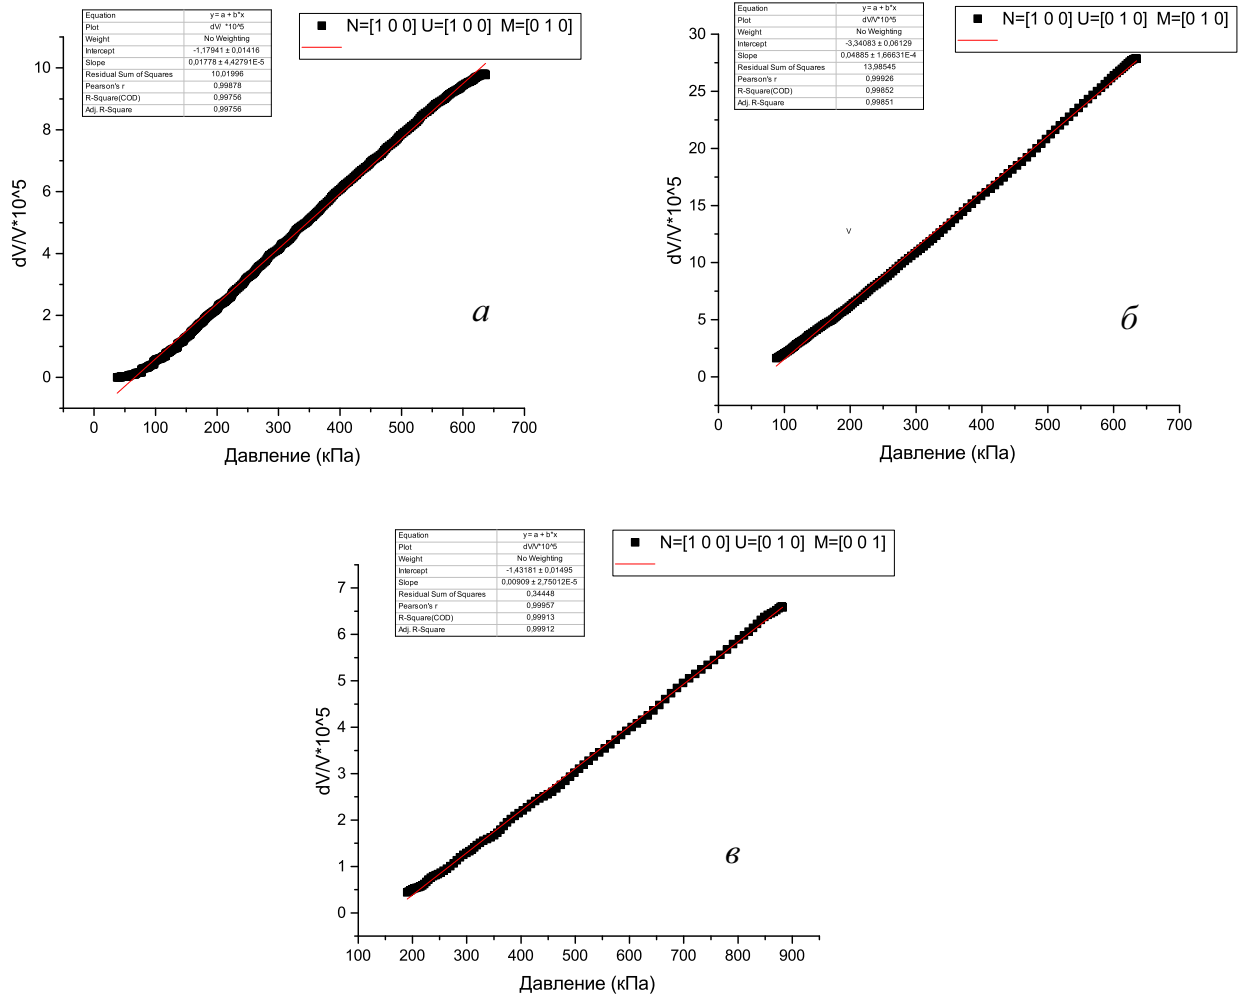 Equation y = a + b*x
Plot dV/ *10^5
Weight No Weighting
Intercept -1,17941 ± 0,01416
Slope 0,01778 ± 4,42791E-5
Residual Sum of Squares 10,01996
Pearson's r 0,99878
R-Square(COD) 0,99756
Adj. R-Square 0,99756
N=[1 0 0] U=[1 0 0] M=[0 1 0]
10
8
6
4
2
0
dV/V*10^5
а
0 100 200 300 400 500 600 700
Давление (кПа)
Equation y = a + b*x
Plot dV/V*10^5
Weight No Weighting
Intercept -3,34083 ± 0,06129
Slope 0,04885 ± 1,66631E-4
Residual Sum of Squares 13,98545
Pearson's r 0,99926
R-Square(COD) 0,99852
Adj. R-Square 0,99851
N=[1 0 0] U=[0 1 0] M=[0 1 0]
30
25
20
15
10
5
0
dV/V*10^5
V
б
0 100 200 300 400 500 600 700
Давление (кПа)
Equation y = a + b*x
Plot dV/V*10^5
Weight No Weighting
Intercept -1,43181 ± 0,01495
Slope 0,00909 ± 2,75012E-5
Residual Sum of Squares 0,34448
Pearson's r 0,99957
R-Square(COD) 0,99913
Adj. R-Square 0,99912
N=[1 0 0] U=[0 1 0] M=[0 0 1]
7
6
5
4
3
2
1
0
dV/V*10^5
в
100 200 300 400 500 600 700 800 900
Давление (кПа)